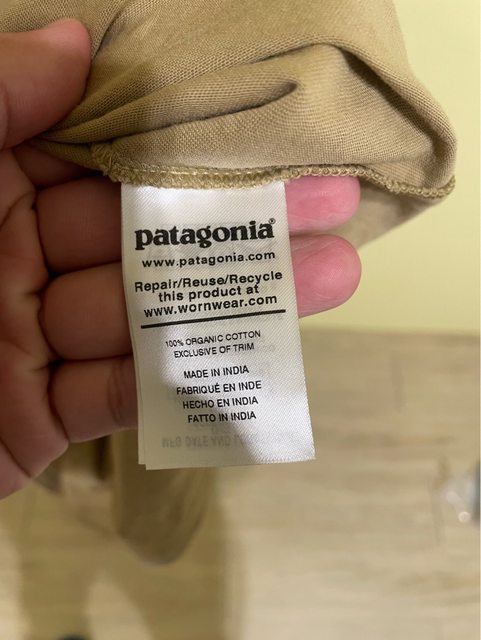 patagonia®
www.patagonia.com
Repair/Reuse/Recycle
this product at
www.wornwear.com
100% ORGANIC COTTON
EXCLUSIVE OF TRIM
MADE IN INDIA
FABRIQUÉ EN INDE
HECHO EN INDIA
FATTO IN INDIA